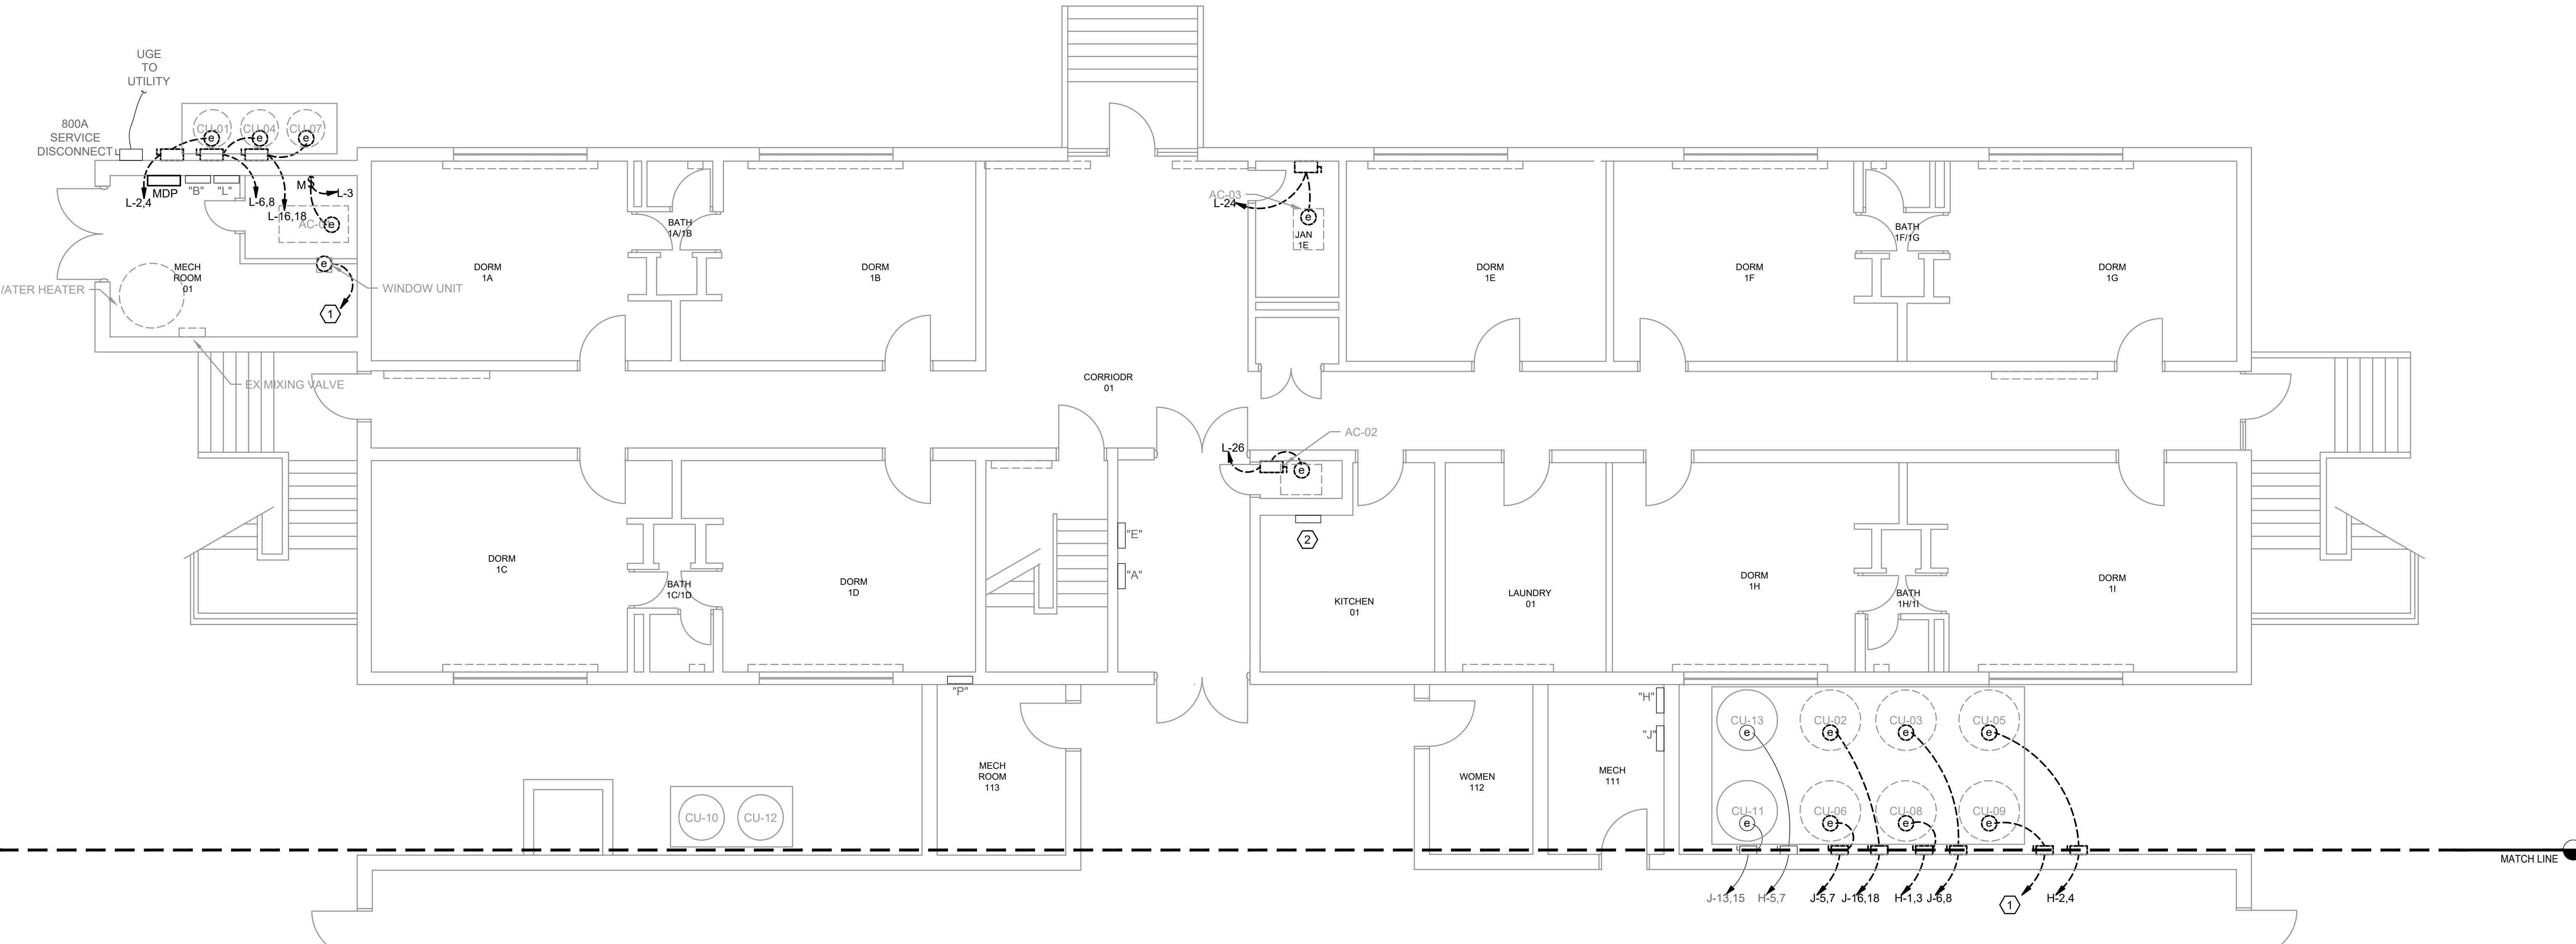 UGE
TO
UTILITY
800A
SERVICE
DISCONNECT
CU-01
CU-04
CU-07
e
e
e
MDP
"B"
"L"
M
L-3
L-2,4
L-6,8
L-16,18
e
e
MECH
ROOM
01
/ATER HEATER
WINDOW UNIT
1
EX MIXING VALVE
DORM
1A
BATH
1A/1B
DORM
1B
CORRIODR
01
AC-03
L-24
e
JAN
1E
DORM
1E
DORM
1F
BATH
1F/1G
DORM
1G
L-26
AC-02
e
2
DORM
1C
BATH
1C/1D
DORM
1D
"E"
"A"
KITCHEN
01
LAUNDRY
01
DORM
1H
BATH
1H/1I
DORM
1I
"P"
MECH
ROOM
113
CU-10
CU-12
WOMEN
112
MECH
111
"H"
"J"
CU-13
CU-02
CU-03
CU-05
e
e
e
e
CU-11
CU-06
CU-08
CU-09
e
e
e
e
MATCH LINE
J-13,15
H-5,7
J-5,7
J-16,18
H-1,3
J-6,8
1
H-2,4